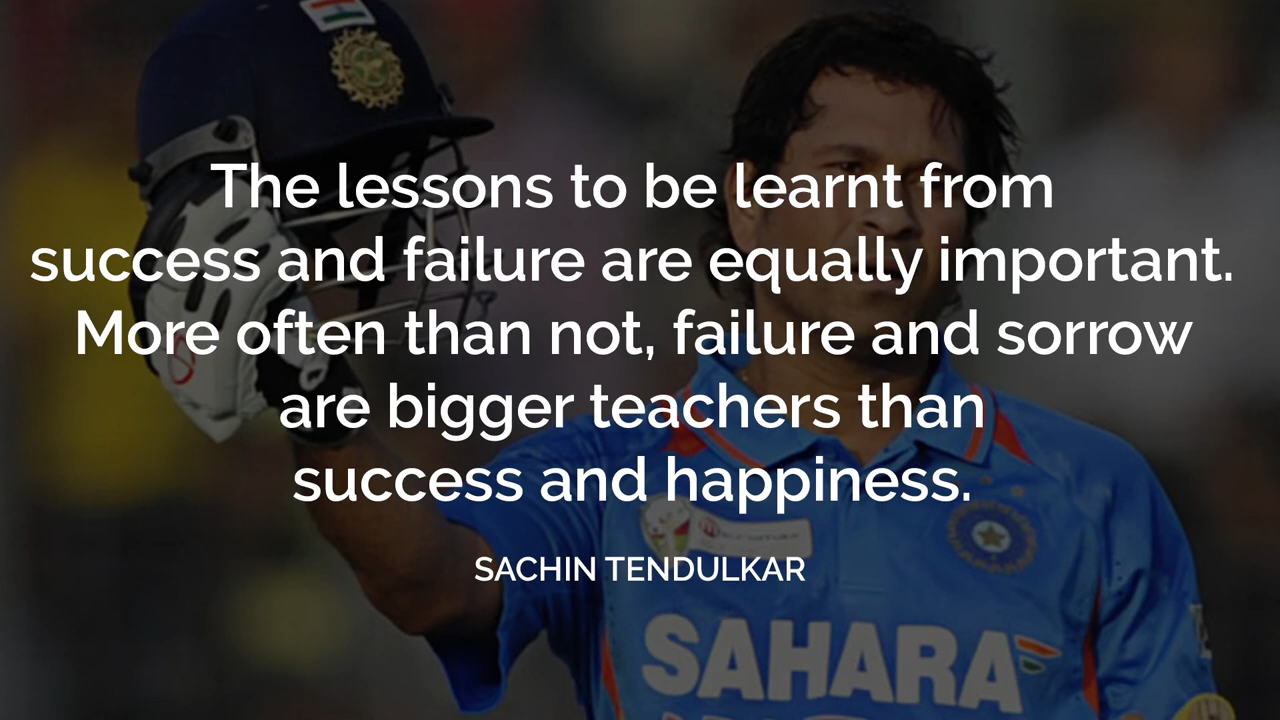 The lessons to be learnt from
success and failure are equally important.
More often than not, failure and sorrow
are bigger teachers than
success and happiness.
SACHIN TENDULKAR
SAHARA